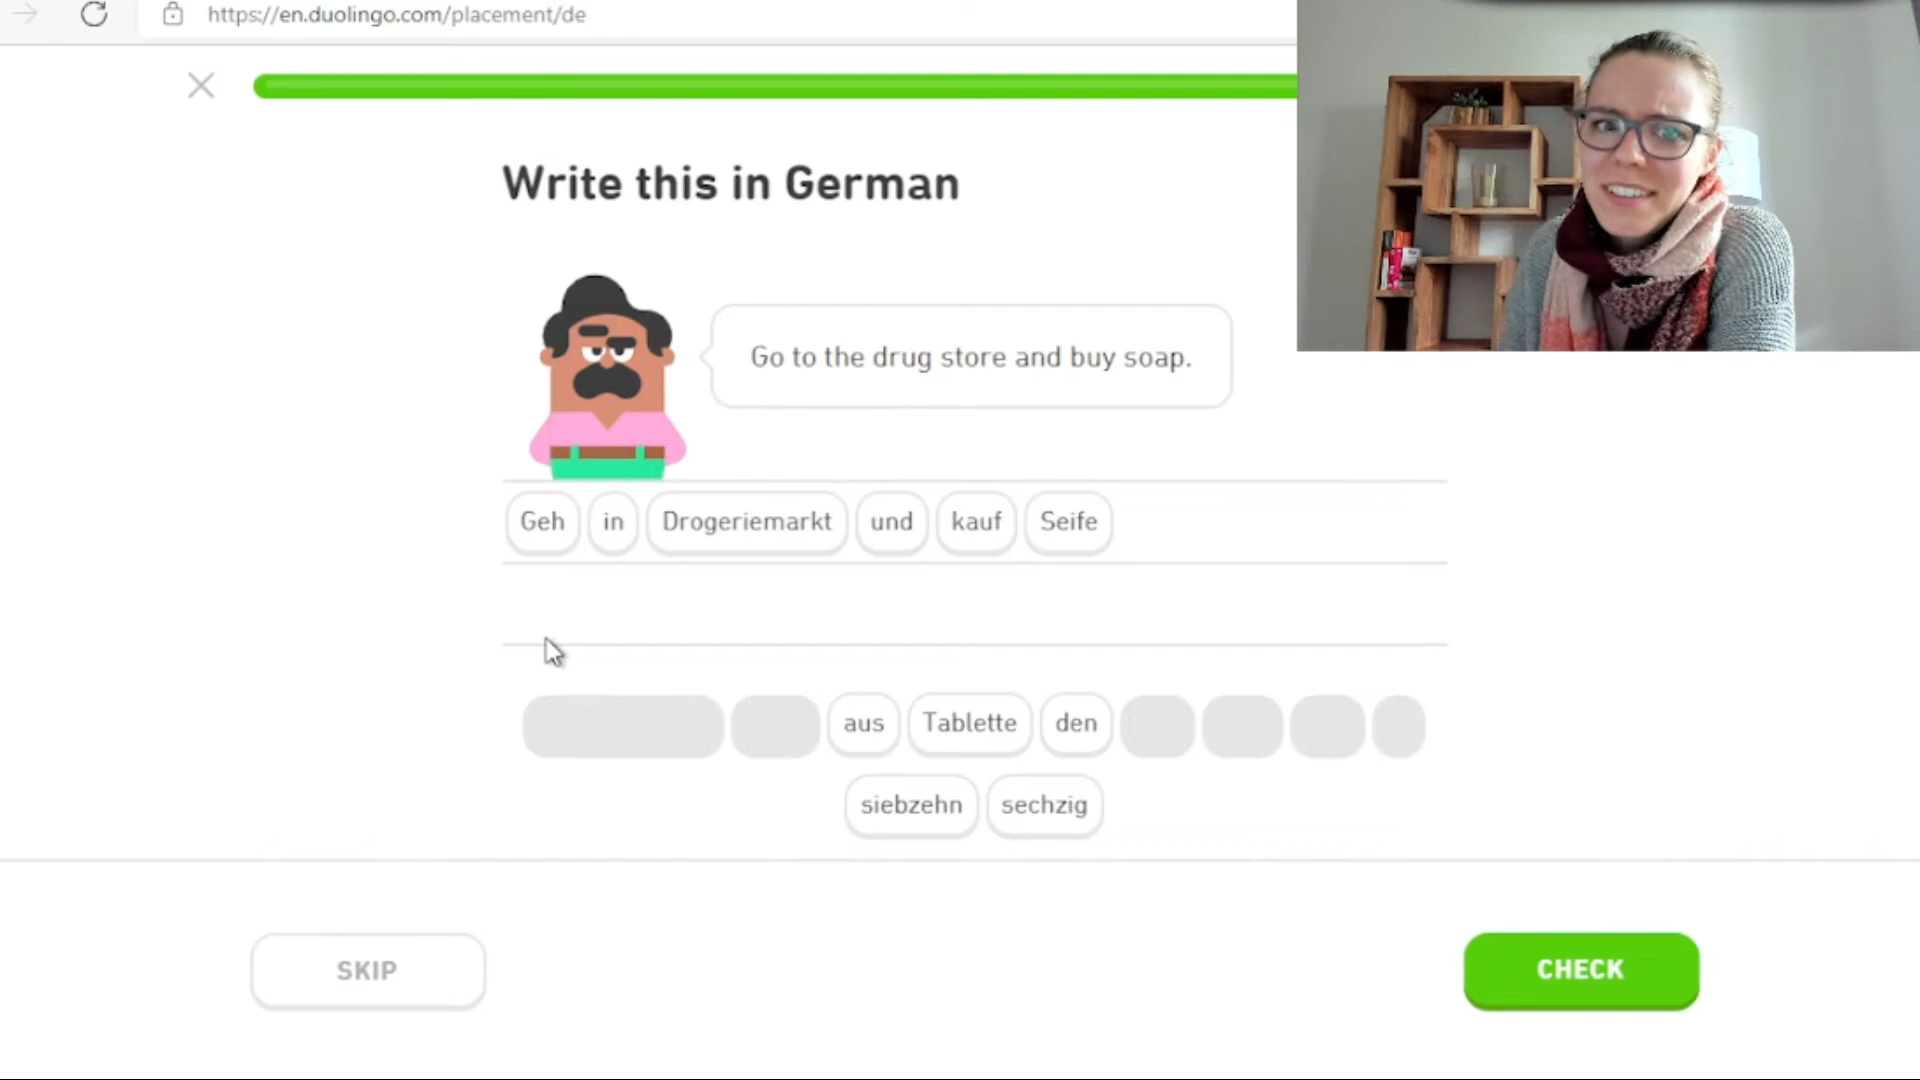 https://en.duolingo.com/placement/de
Write this in German
Go to the drug store and buy soap.
Geh in Drogeriemarkt und kauf Seife
aus Tablette den
siebzehn sechzig
SKIP CHECK